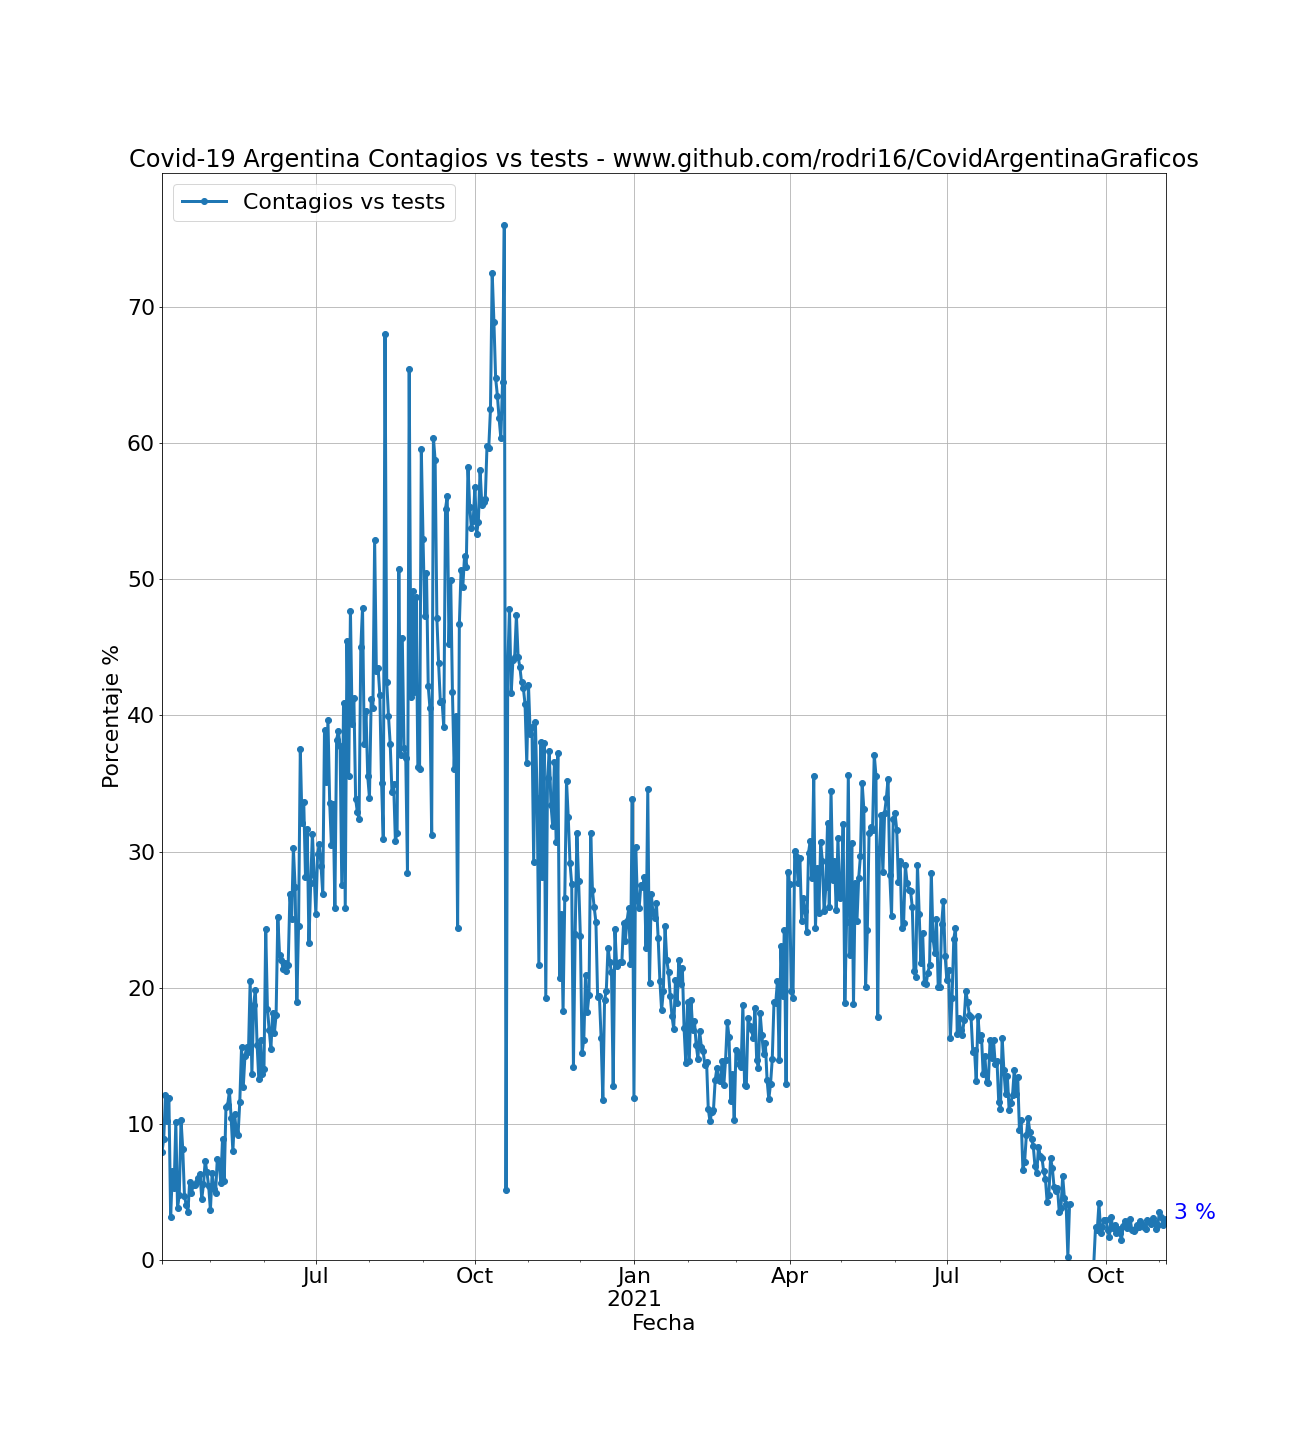 Covid-19 Argentina Contagios vs tests - www.github.com/rodri16/CovidArgentinaGraficos
Contagios vs tests
70
60
50
40
30
20
10
0
Porcentaje %
3 %
Jul Oct Jan Apr Jul Oct
2021
Fecha